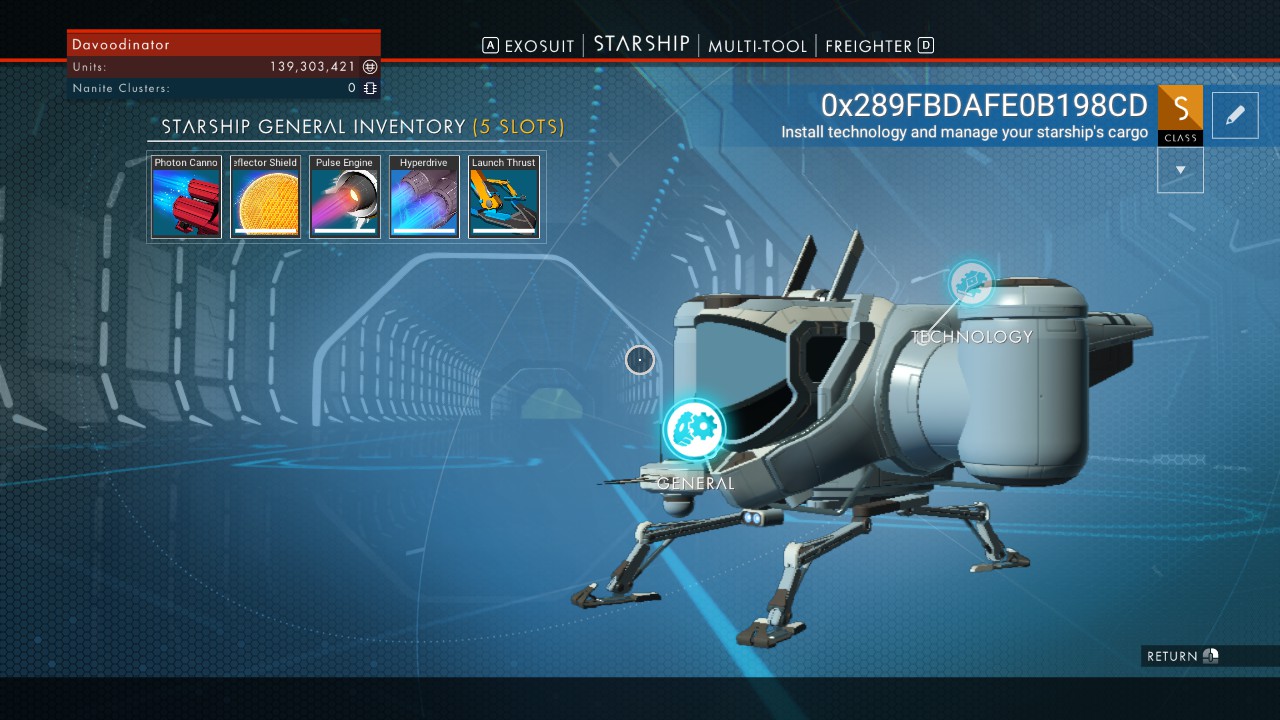 Davoodinator
Units: 139,303,421
Nanite Clusters: 0
A EXOSUIT STARSHIP MULTI-TOOL FREIGHTER D
0x289FBDAFE0B198CD
Install technology and manage your starship's cargo
S
CLASS
STARSHIP GENERAL INVENTORY (5 SLOTS)
Photon Canno eflector Shield Pulse Engine Hyperdrive Launch Thrust
TECHNOLOGY
GENERAL
RETURN